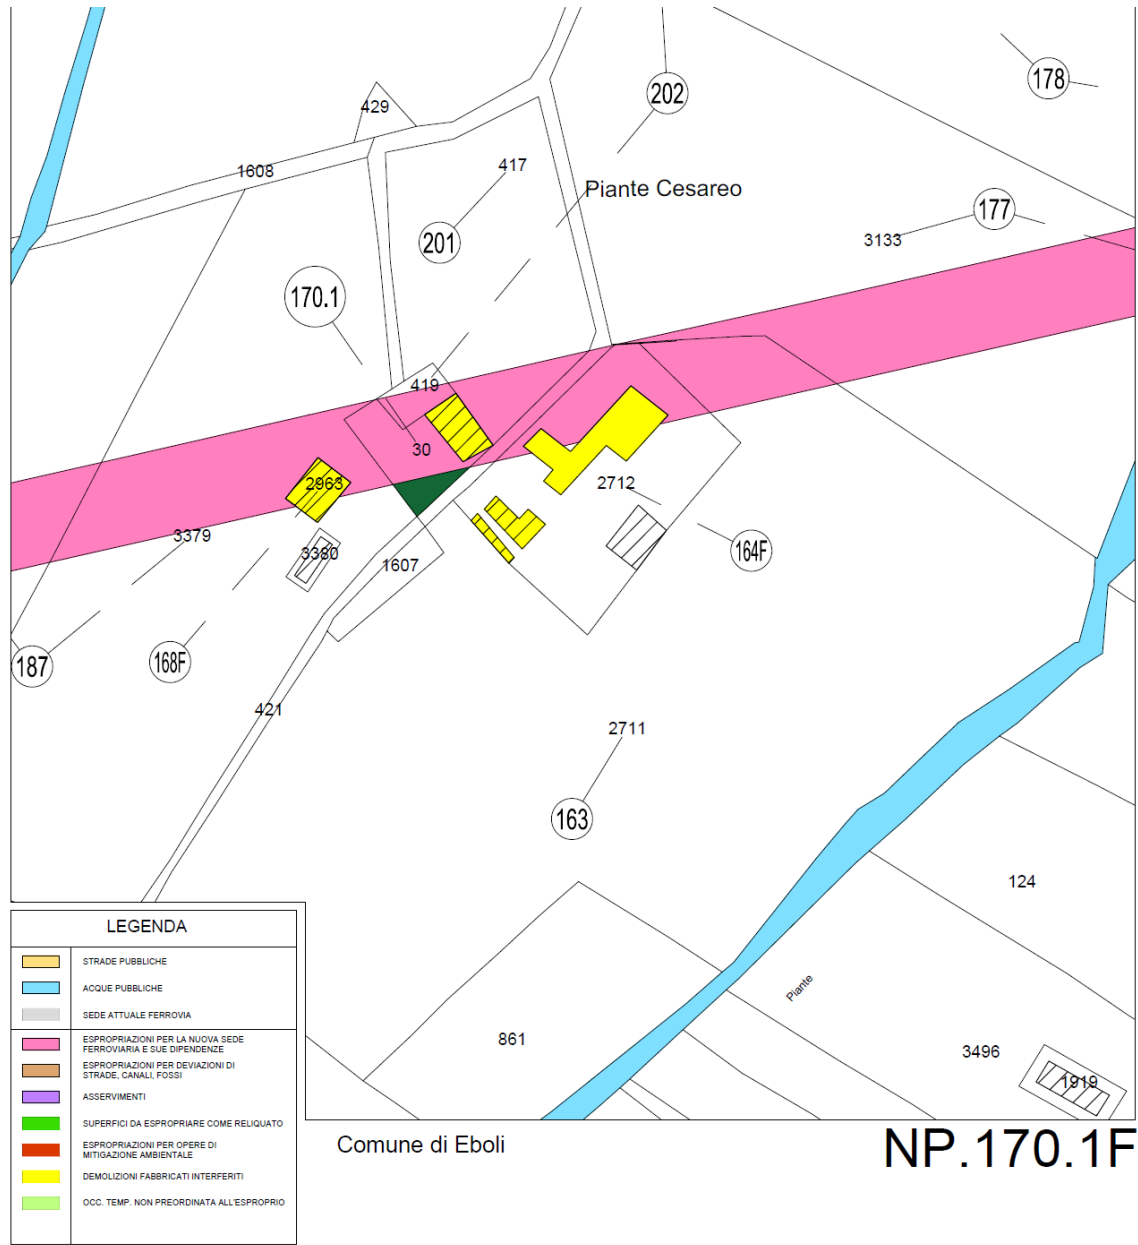 178
202
429
1608
417
Piante Cesareo
177
201
3133
170.1
419
30
2963
2712
3379
3380
164F
1607
187
168F
421
2711
163
124
Piante
861
3496
1919
LEGENDA
STRADE PUBBLICHE
ACQUE PUBBLICHE
SEDE ATTUALE FERROVIA
ESPROPRIAZIONI PER LA NUOVA SEDE
FERROVIARIA E SUE DIPENDENZE
ESPROPRIAZIONI PER DEVIAZIONI DI
STRADE, CANALI, FOSSI
ASSERVIMENTI
SUPERFICI DA ESPROPRIARE COME RELIQUATO
ESPROPRIAZIONI PER OPERE DI
MITIGAZIONE AMBIENTALE
DEMOLIZIONI FABBRICATI INTERFERITI
OCC. TEMP. NON PREORDINATA ALL'ESPROPRIO
Comune di Eboli
NP.170.1F